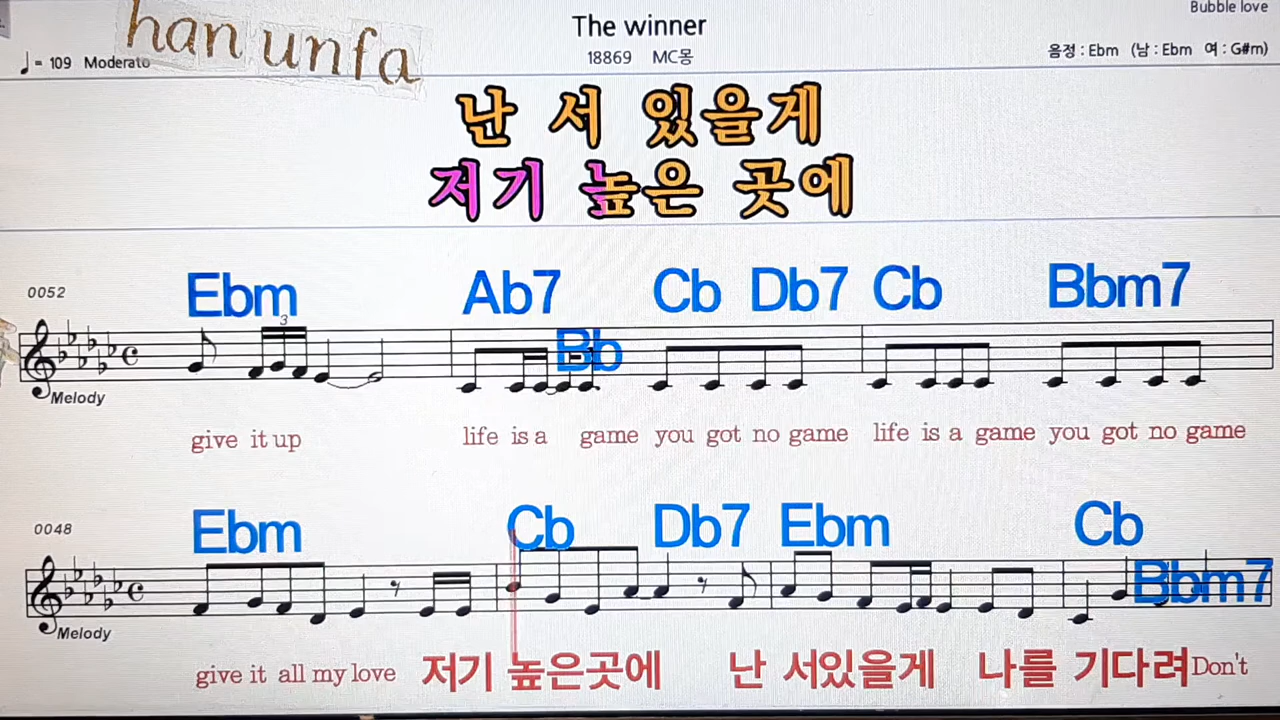 han unfa
The winner
Bubble love
♩ = 109 Moderato
18869 MC몽
음정 : Ebm (남 : Ebm 여 : G#m)
난 서 있을게
저기 높은 곳에
0052
Ebm Ab7 Bb Cb Db7 Cb Bbm7
3
Melody
give it up life is a game you got no game life is a game you got no game
0048
Ebm Cb Db7 Ebm Cb Bbm7
Melody
give it all my love 저기 높은곳에 난 서있을게 나를 기다려 Don't